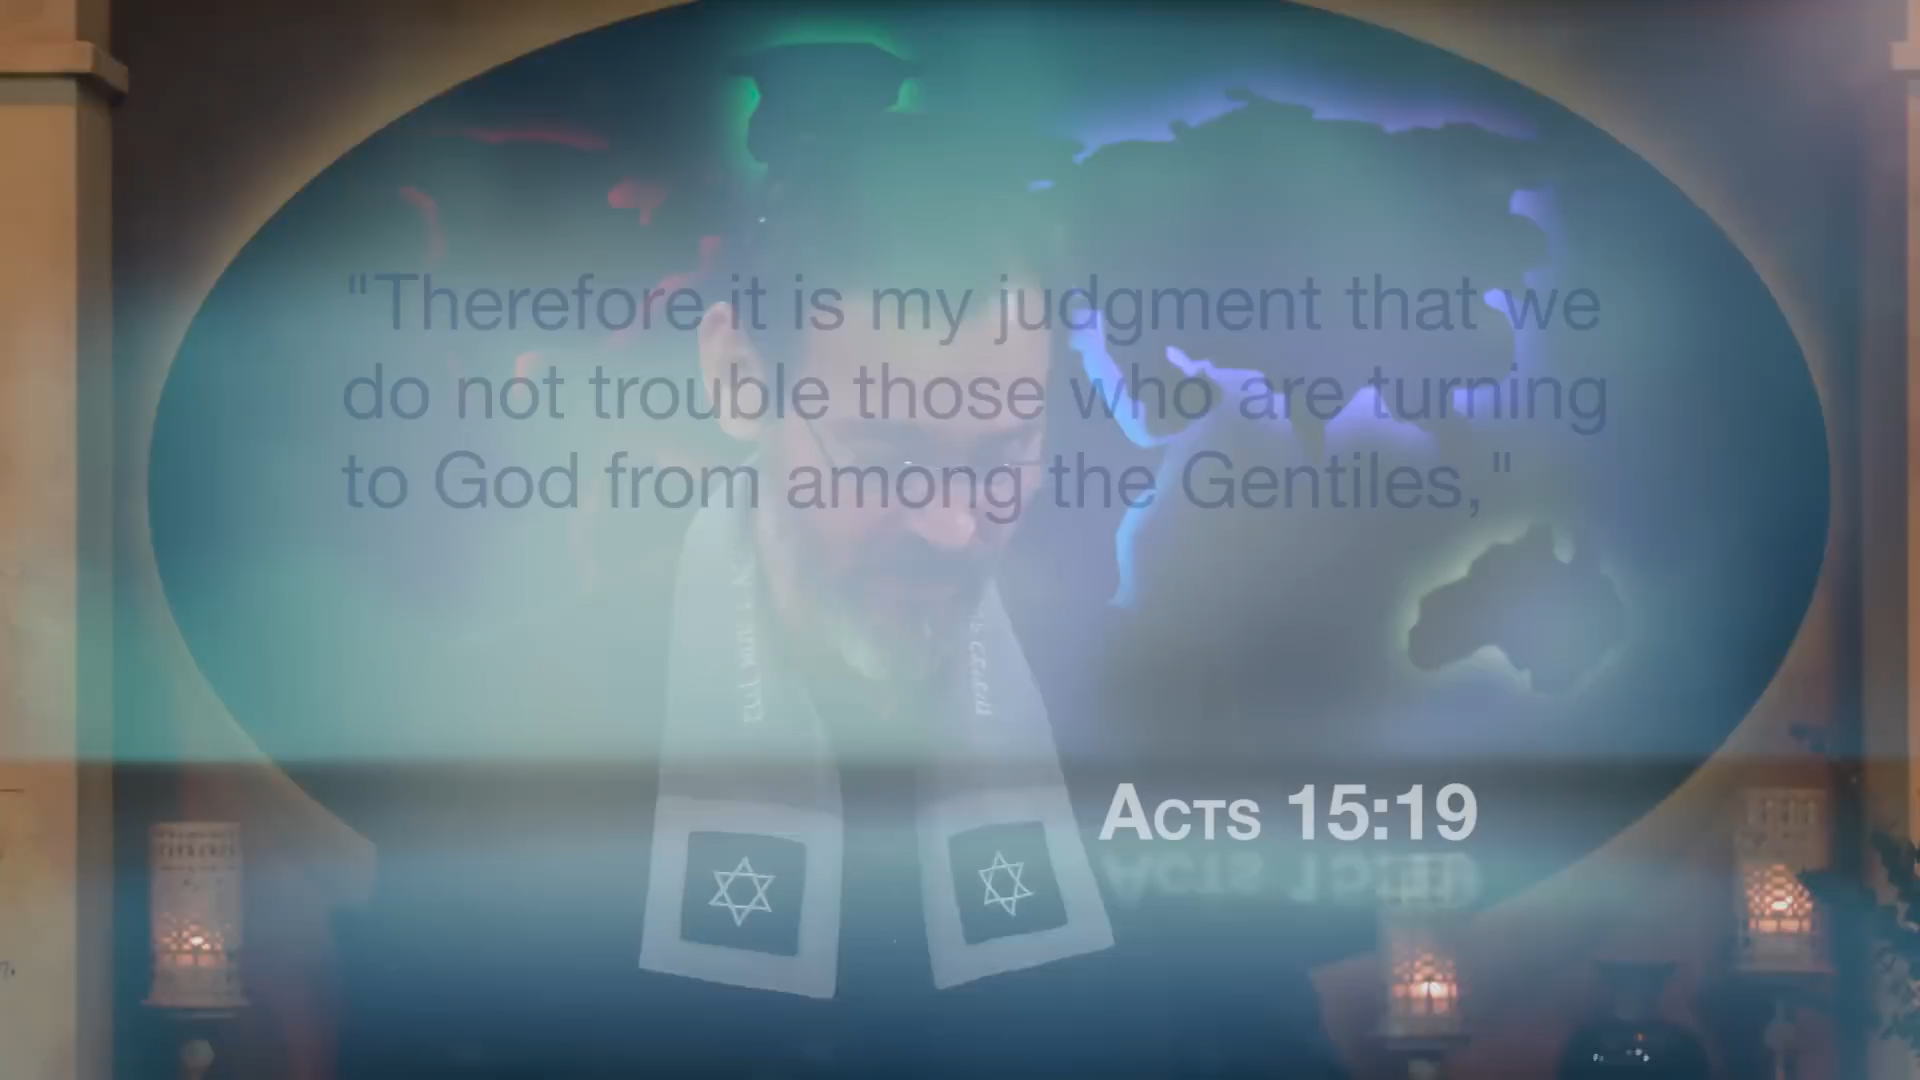 "Therefore it is my judgment that we
do not trouble those who are turning
to God from among the Gentiles,"
Acts 15:19